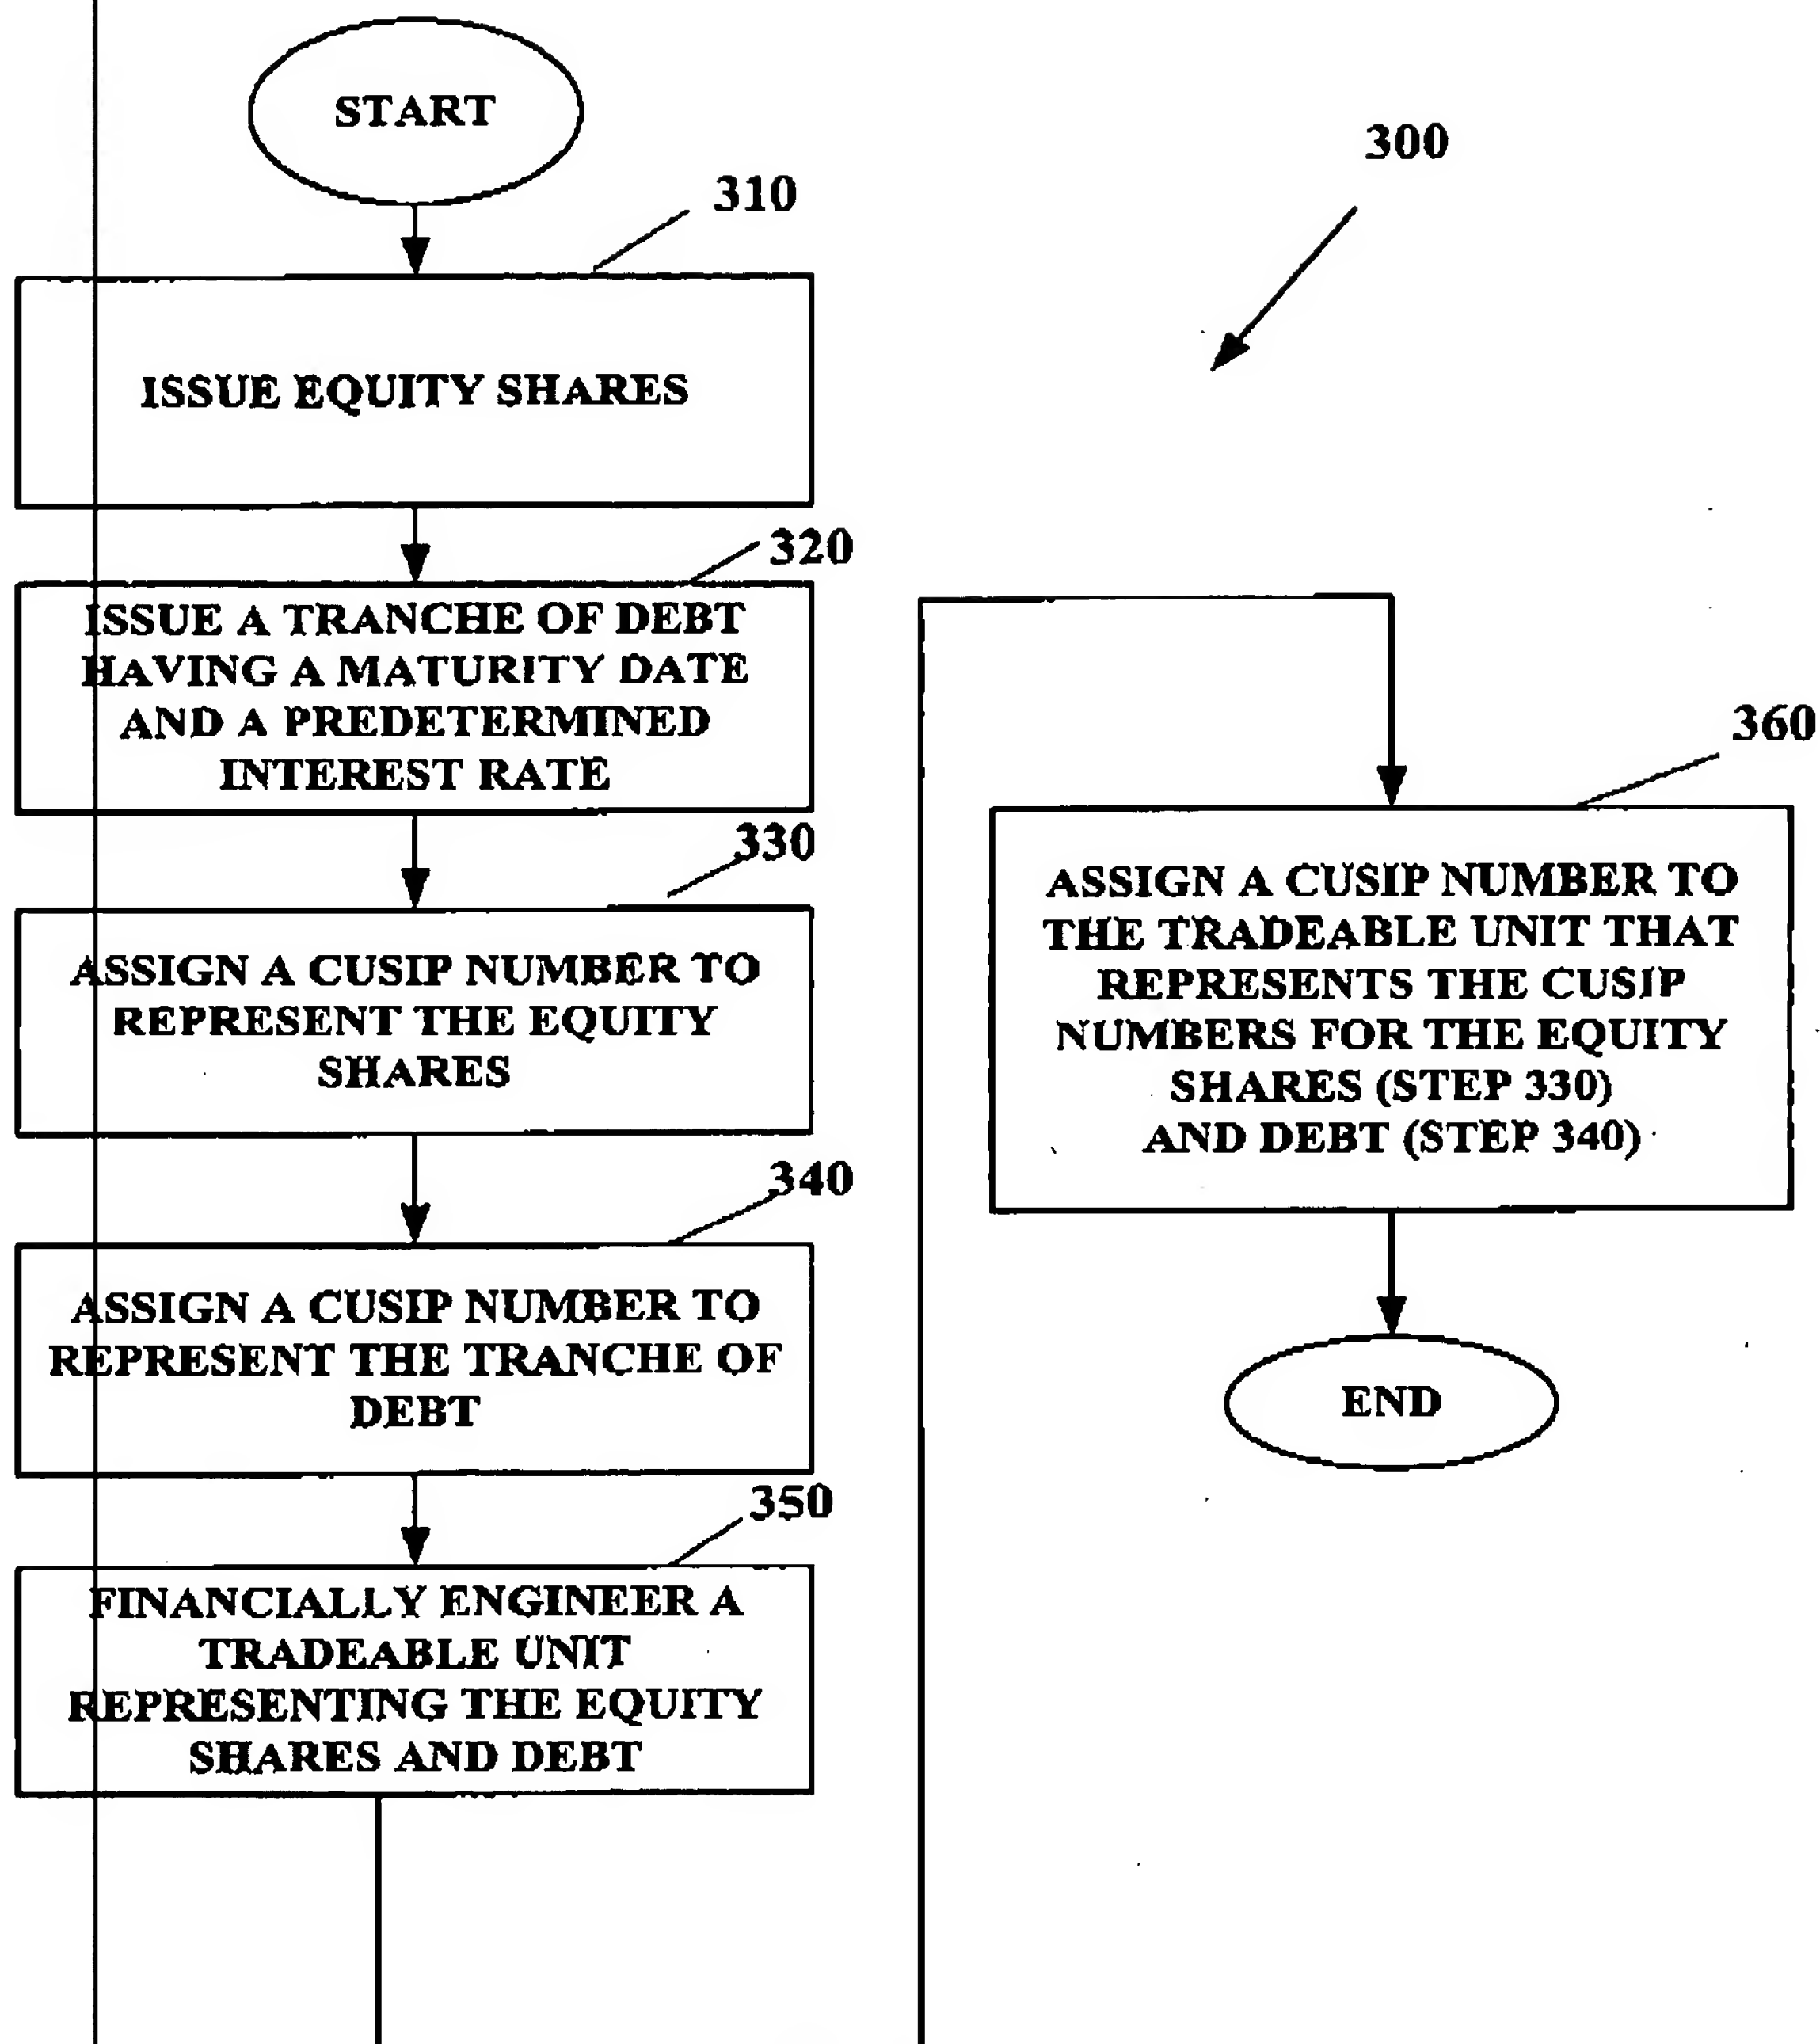 START
300
310
ISSUE EQUITY SHARES
320
ISSUE A TRANCHE OF DEBT
HAVING A MATURITY DATE
AND A PREDETERMINED
INTEREST RATE
330
ASSIGN A CUSIP NUMBER TO
REPRESENT THE EQUITY
SHARES
340
ASSIGN A CUSIP NUMBER TO
REPRESENT THE TRANCHE OF
DEBT
350
FINANCIALLY ENGINEER A
TRADEABLE UNIT
REPRESENTING THE EQUITY
SHARES AND DEBT
360
ASSIGN A CUSIP NUMBER TO
THE TRADEABLE UNIT THAT
REPRESENTS THE CUSIP
NUMBERS FOR THE EQUITY
SHARES (STEP 330)
AND DEBT (STEP 340)
END